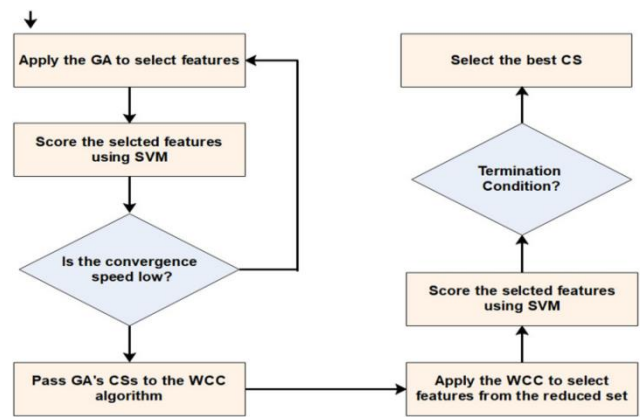 Apply the GA to select features
Score the selcted features
using SVM
Is the convergence
speed low?
Pass GA's CSs to the WCC
algorithm
Select the best CS
Termination
Condition?
Score the selcted features
using SVM
Apply the WCC to select
features from the reduced set